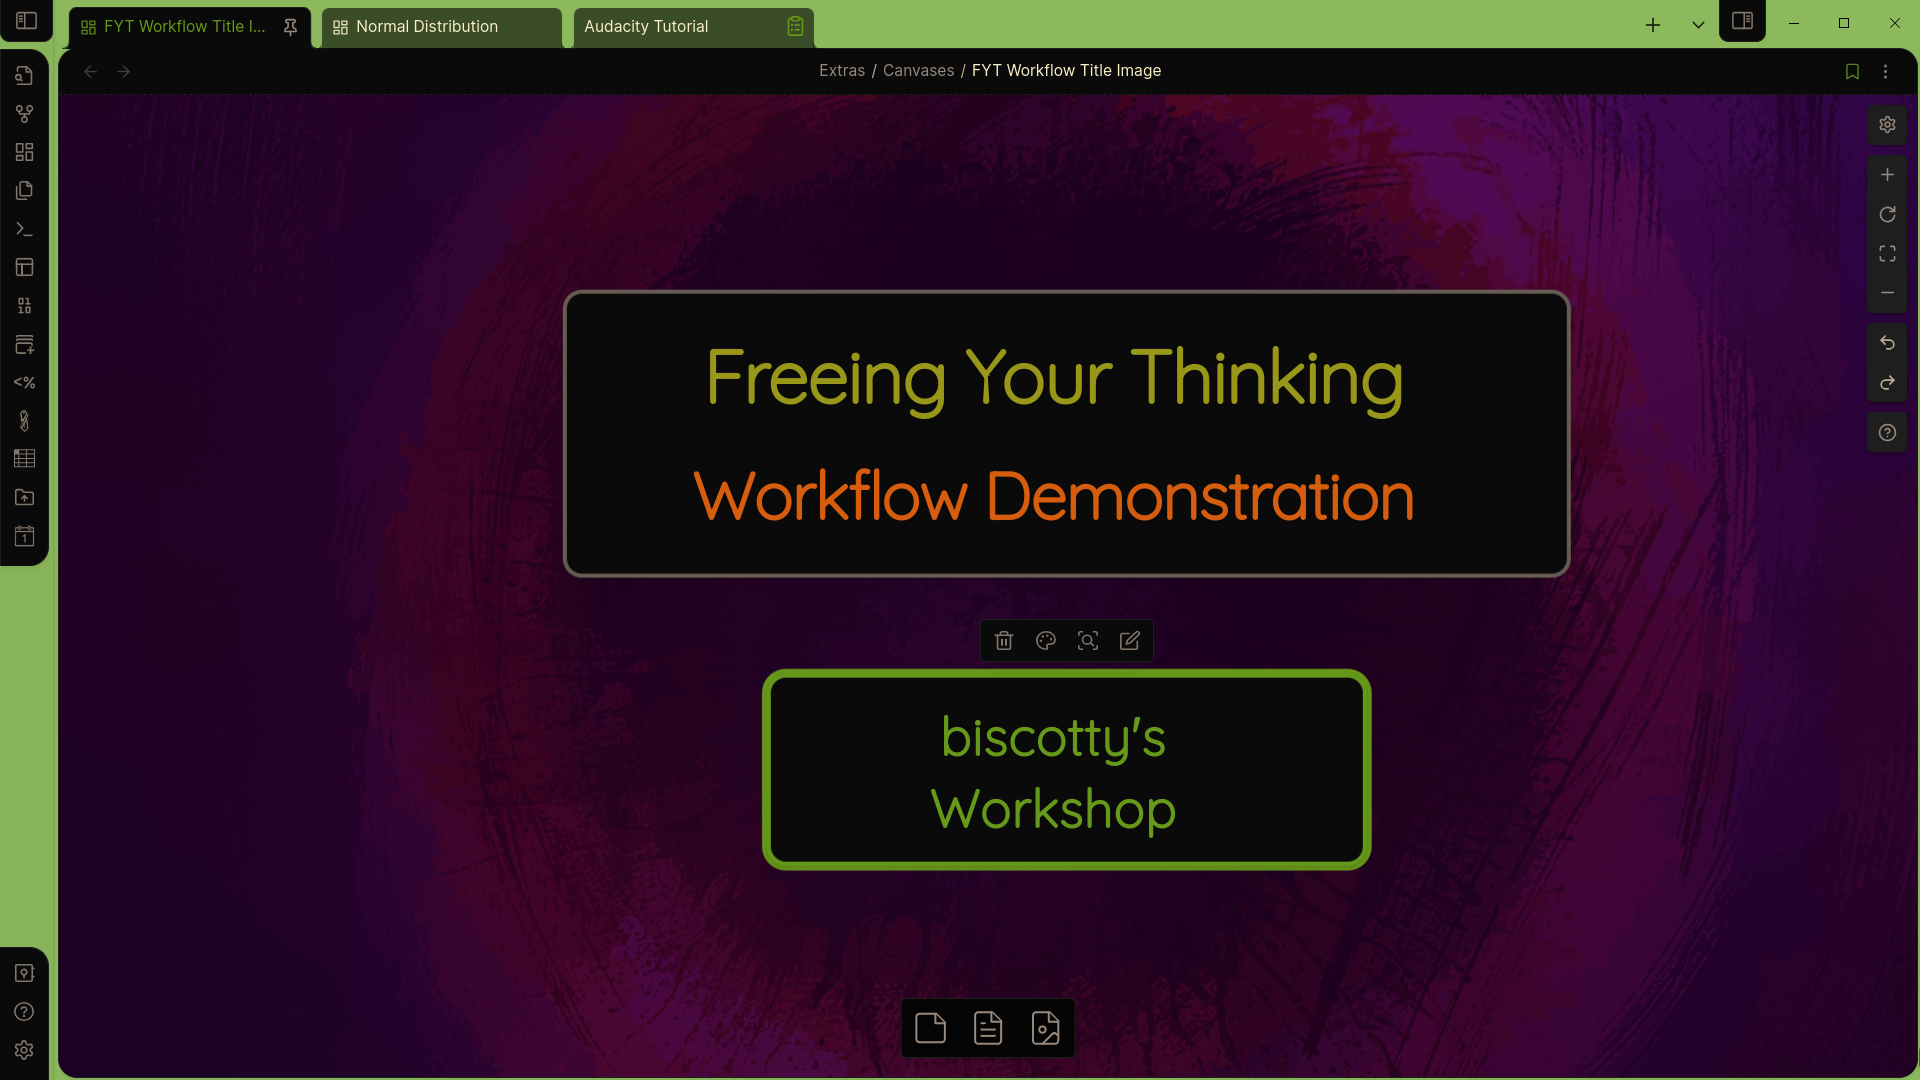 FYT Workflow Title I...
Normal Distribution
Audacity Tutorial
Extras / Canvases / FYT Workflow Title Image
Freeing Your Thinking
Workflow Demonstration
biscotty's
Workshop